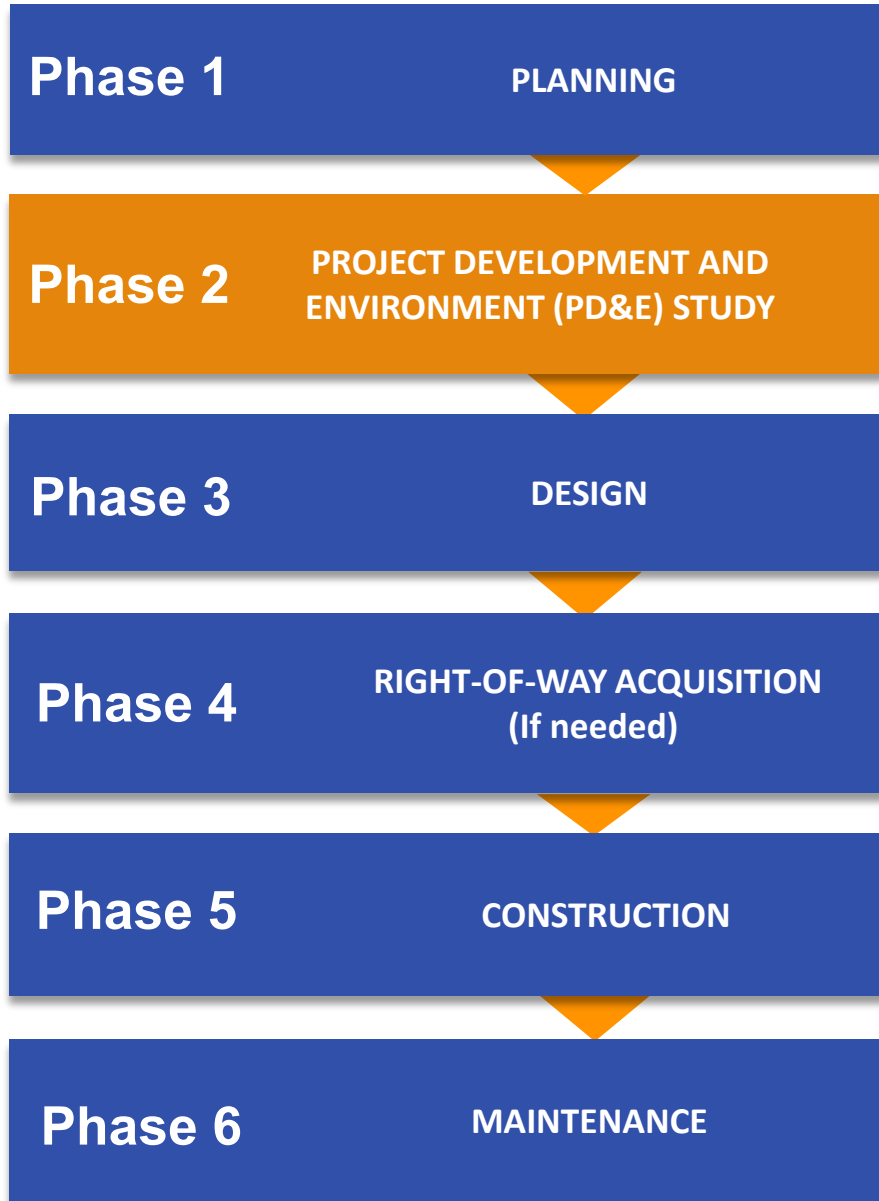 Phase 1
PLANNING
Phase 2
PROJECT DEVELOPMENT AND
ENVIRONMENT (PD&E) STUDY
Phase 3
DESIGN
Phase 4
RIGHT-OF-WAY ACQUISITION
(If needed)
Phase 5
CONSTRUCTION
Phase 6
MAINTENANCE